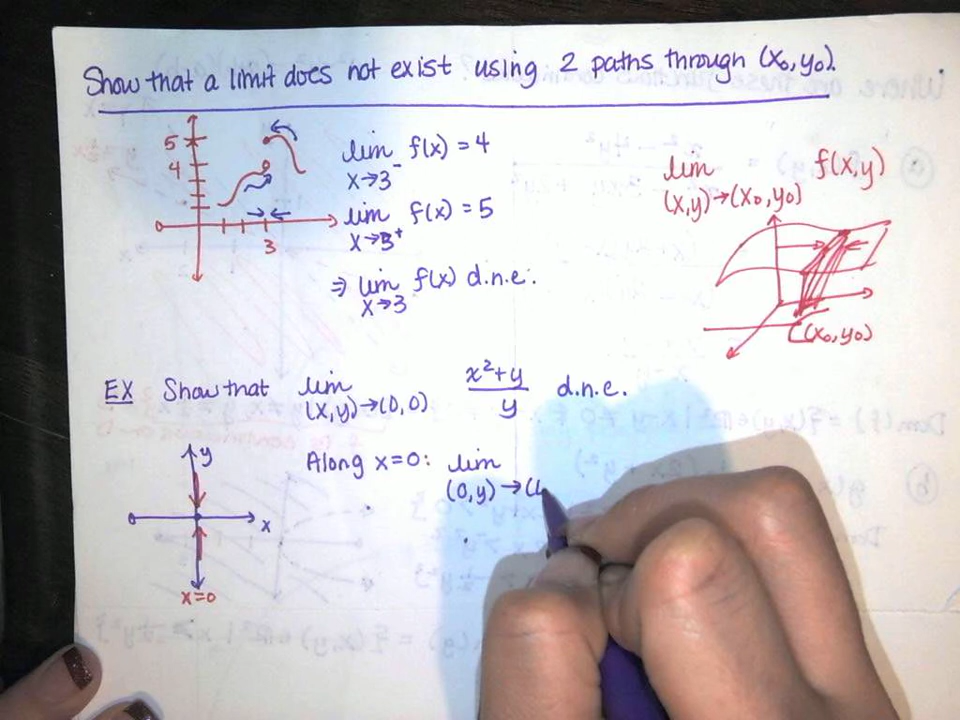 Show that a limit does not exist using 2 paths through (x₀,y₀).
5
4
3
lim f(x) = 4
x→3⁻
lim f(x) = 5
x→3⁺
⇒ lim f(x) d.n.e.
x→3
lim f(x,y)
(x,y)→(x₀,y₀)
(x₀,y₀)
EX Show that lim x²+y / y d.n.e.
(x,y)→(0,0)
y
x
x=0
Along x=0: lim
(0,y)→(